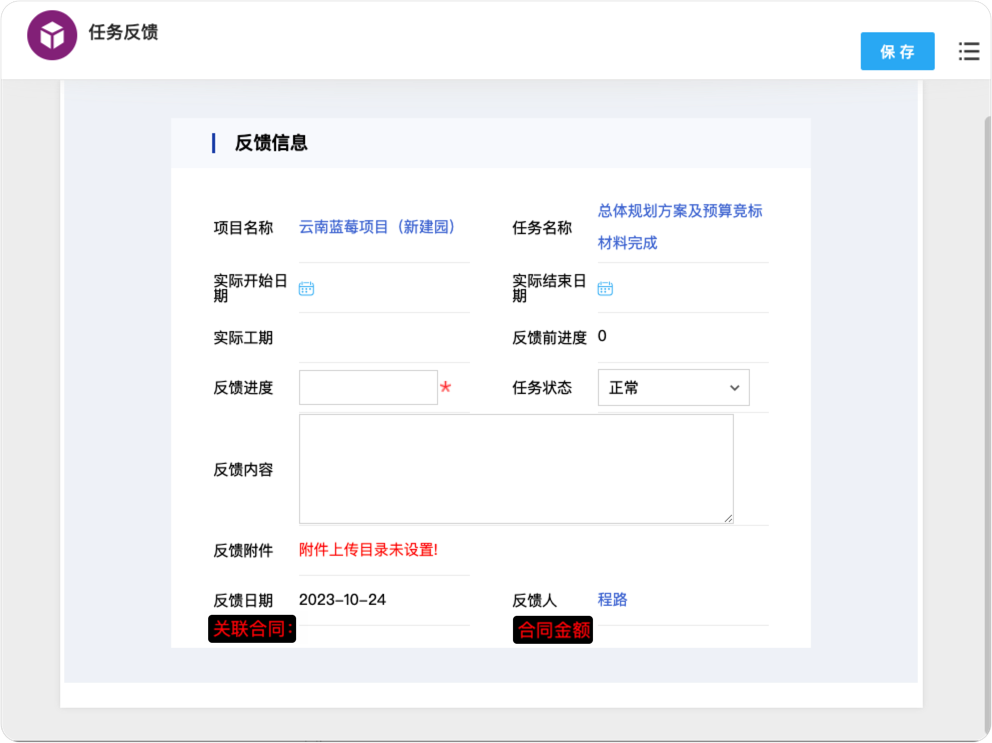 任务反馈
保 存
反馈信息
项目名称 云南蓝莓项目（新建园） 任务名称 总体规划方案及预算竞标
材料完成
实际开始日
期
实际结束日
期
实际工期 反馈前进度 0
反馈进度 * 任务状态 正常
反馈内容
反馈附件 附件上传目录未设置!
反馈日期 2023-10-24 反馈人 程路
关联合同: 合同金额